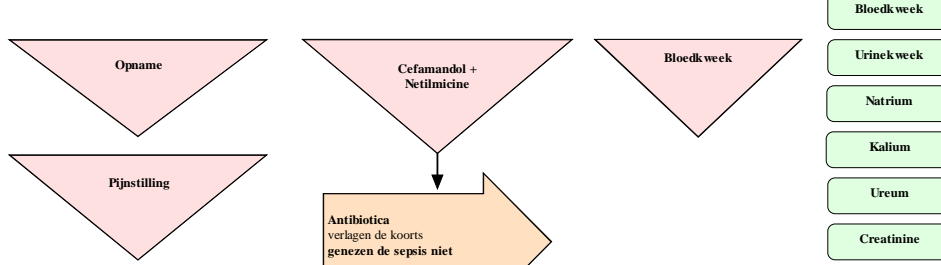 Opname
Pijnstilling
Cefamandol +
Netilmicine
Antibiotica
verlagen de koorts
genezen de sepsis niet
Bloedkweek
Bloedkweek
Urinekweek
Natrium
Kalium
Ureum
Creatinine